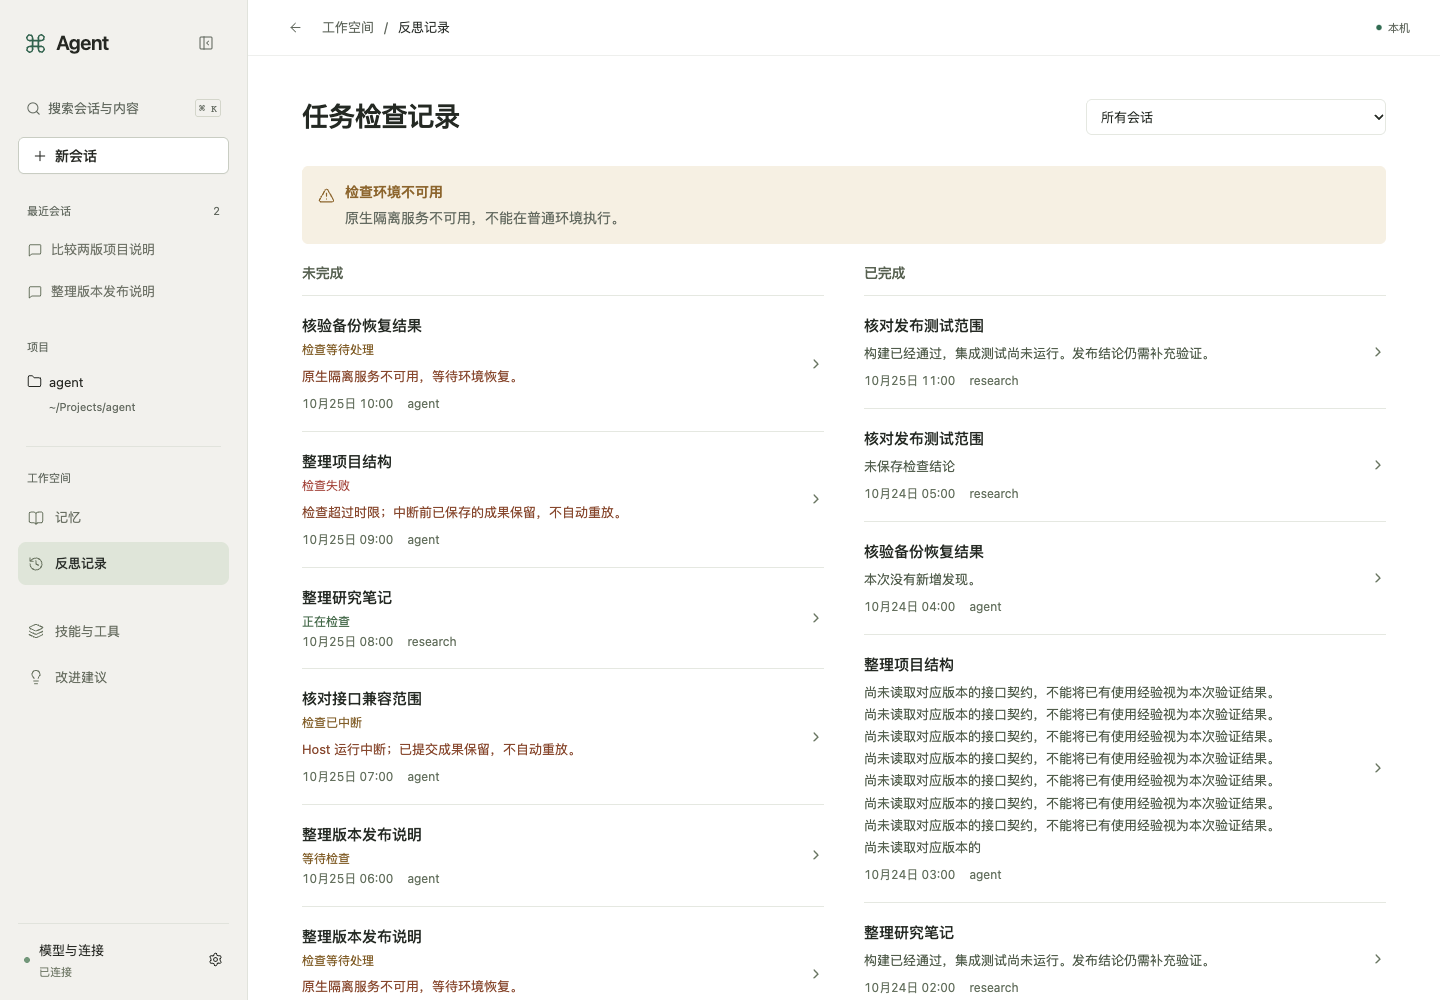 Agent
搜索会话与内容 ⌘ K
新会话
最近会话 2
比较两版项目说明
整理版本发布说明
项目
agent
~/Projects/agent
工作空间
记忆
反思记录
技能与工具
改进建议
模型与连接
已连接
工作空间 / 反思记录
本机
任务检查记录
所有会话
检查环境不可用
原生隔离服务不可用，不能在普通环境执行。
未完成
核验备份恢复结果
检查等待处理
原生隔离服务不可用，等待环境恢复。
10月25日 10:00 agent
整理项目结构
检查失败
检查超过时限；中断前已保存的成果保留，不自动重放。
10月25日 09:00 agent
整理研究笔记
正在检查
10月25日 08:00 research
核对接口兼容范围
检查已中断
Host 运行中断；已提交成果保留，不自动重放。
10月25日 07:00 agent
整理版本发布说明
等待检查
10月25日 06:00 agent
整理版本发布说明
检查等待处理
原生隔离服务不可用，等待环境恢复。
已完成
核对发布测试范围
构建已经通过，集成测试尚未运行。发布结论仍需补充验证。
10月25日 11:00 research
核对发布测试范围
未保存检查结论
10月24日 05:00 research
核验备份恢复结果
本次没有新增发现。
10月24日 04:00 agent
整理项目结构
尚未读取对应版本的接口契约，不能将已有使用经验视为本次验证结果。
尚未读取对应版本的接口契约，不能将已有使用经验视为本次验证结果。
尚未读取对应版本的接口契约，不能将已有使用经验视为本次验证结果。
尚未读取对应版本的接口契约，不能将已有使用经验视为本次验证结果。
尚未读取对应版本的接口契约，不能将已有使用经验视为本次验证结果。
尚未读取对应版本的接口契约，不能将已有使用经验视为本次验证结果。
尚未读取对应版本的接口契约，不能将已有使用经验视为本次验证结果。
尚未读取对应版本的
10月24日 03:00 agent
整理研究笔记
构建已经通过，集成测试尚未运行。发布结论仍需补充验证。
10月24日 02:00 research